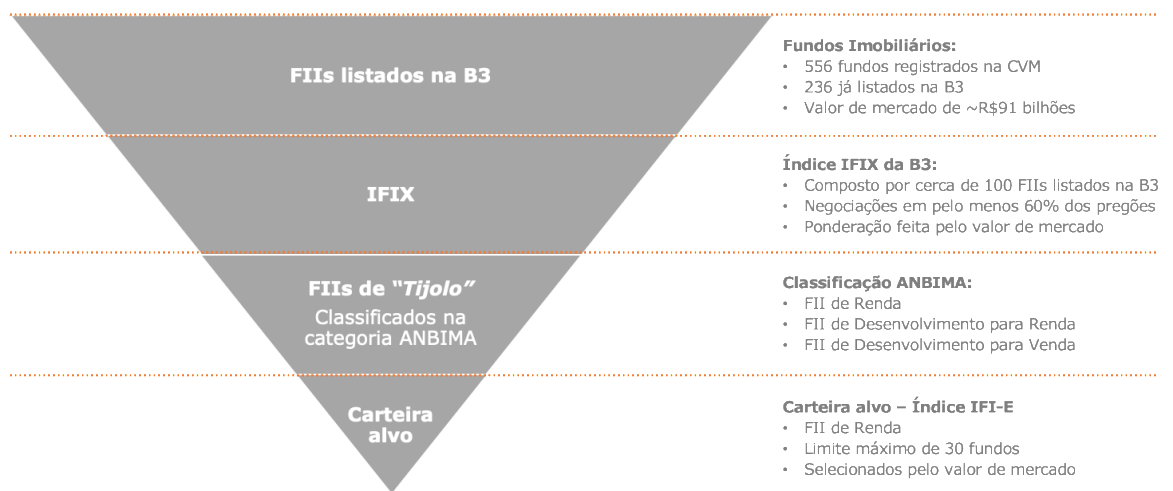 FIIs listados na B3
Fundos Imobiliários:
• 556 fundos registrados na CVM
• 236 já listados na B3
• Valor de mercado de ~R$91 bilhões
IFIX
Índice IFIX da B3:
• Composto por cerca de 100 FIIs listados na B3
• Negociações em pelo menos 60% dos pregões
• Ponderação feita pelo valor de mercado
FIIs de “Tijolo”
Classificados na
categoria ANBIMA
Classificação ANBIMA:
• FII de Renda
• FII de Desenvolvimento para Renda
• FII de Desenvolvimento para Venda
Carteira
alvo
Carteira alvo – Índice IFI-E
• FII de Renda
• Limite máximo de 30 fundos
• Selecionados pelo valor de mercado